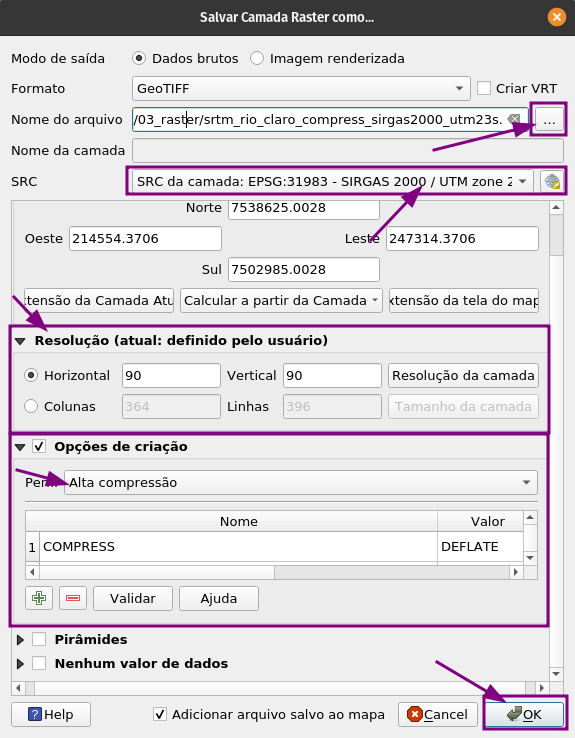 Salvar Camada Raster como...
Modo de saída Dados brutos Imagem renderizada
Formato GeoTIFF Criar VRT
Nome do arquivo /03_raster/srtm_rio_claro_compress_sirgas2000_utm23s. ...
Nome da camada
SRC SRC da camada: EPSG:31983 - SIRGAS 2000 / UTM zone 2
Norte 7538625.0028
Oeste 214554.3706 Leste 247314.3706
Sul 7502985.0028
tensão da Camada Atu Calcular a partir da Camada xtensão da tela do map
Resolução (atual: definido pelo usuário)
Horizontal 90 Vertical 90 Resolução da camada
Colunas 364 Linhas 396 Tamanho da camada
Opções de criação
Per Alta compressão
Nome Valor
1 COMPRESS DEFLATE
Validar Ajuda
Pirâmides
Nenhum valor de dados
Help Adicionar arquivo salvo ao mapa Cancel OK